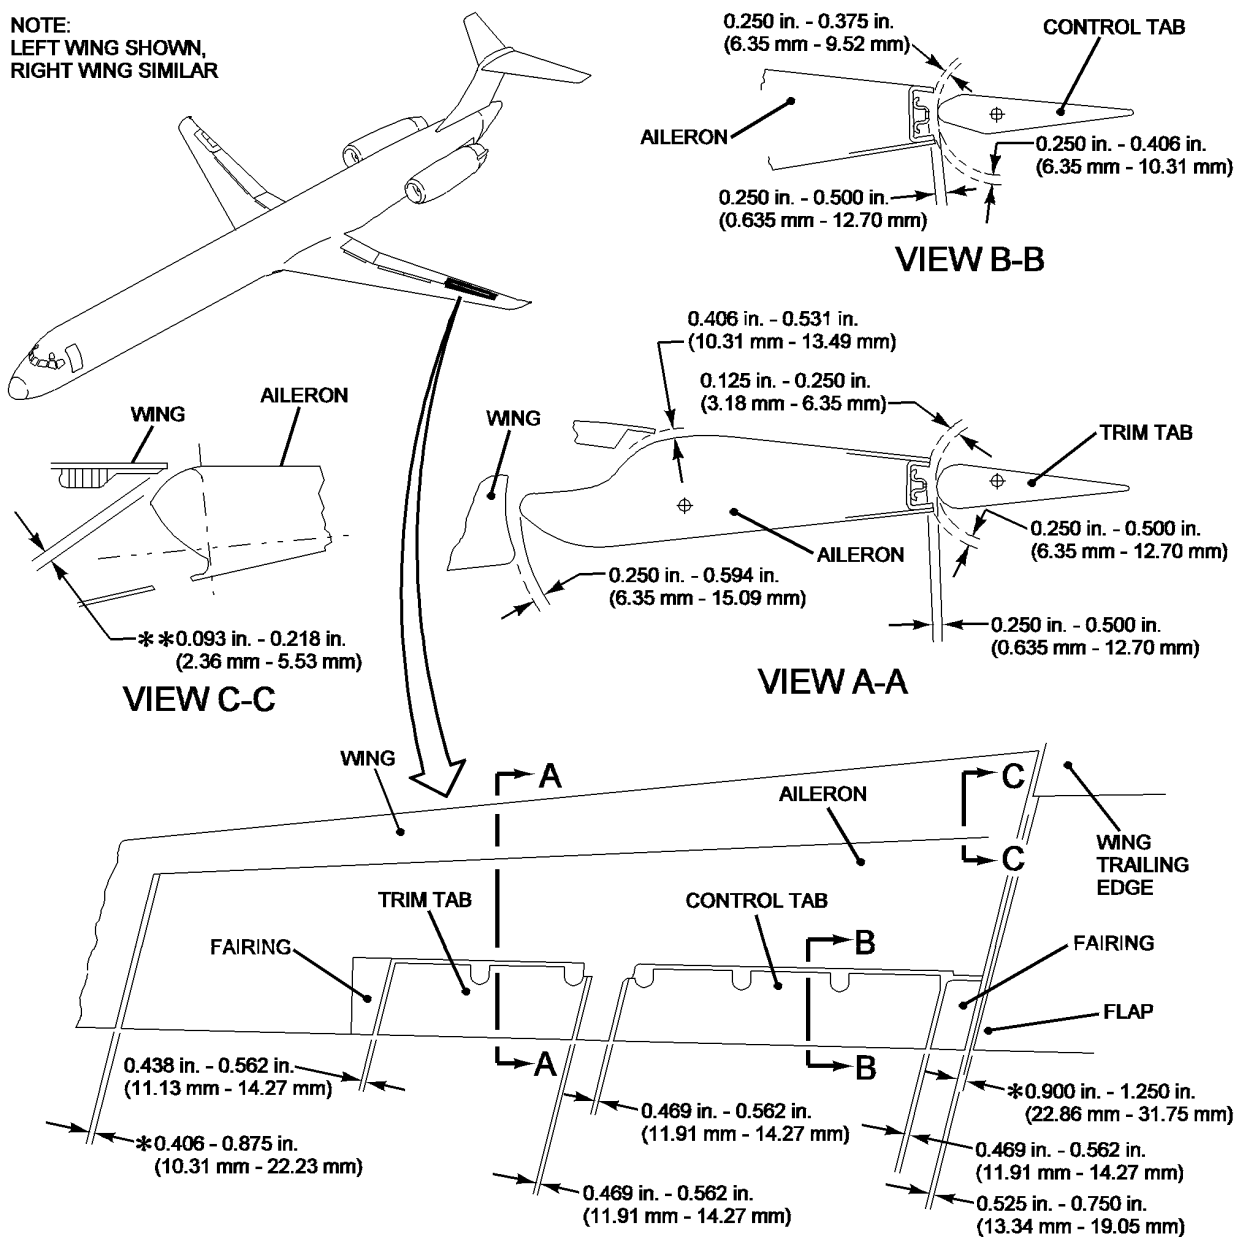 NOTE:
LEFT WING SHOWN,
RIGHT WING SIMILAR
0.250 in. - 0.375 in.
(6.35 mm - 9.52 mm)
CONTROL TAB
AILERON
0.250 in. - 0.406 in.
(6.35 mm - 10.31 mm)
0.250 in. - 0.500 in.
(0.635 mm - 12.70 mm)
VIEW B-B
0.406 in. - 0.531 in.
(10.31 mm - 13.49 mm)
0.125 in. - 0.250 in.
(3.18 mm - 6.35 mm)
WING
TRIM TAB
AILERON
0.250 in. - 0.500 in.
(6.35 mm - 12.70 mm)
0.250 in. - 0.594 in.
(6.35 mm - 15.09 mm)
0.250 in. - 0.500 in.
(0.635 mm - 12.70 mm)
VIEW A-A
WING
AILERON
**0.093 in. - 0.218 in.
(2.36 mm - 5.53 mm)
VIEW C-C
WING
A
AILERON
C
C
WING
TRAILING
EDGE
TRIM TAB
CONTROL TAB
FAIRING
B
FAIRING
FLAP
A
B
0.438 in. - 0.562 in.
(11.13 mm - 14.27 mm)
*0.406 - 0.875 in.
(10.31 mm - 22.23 mm)
0.469 in. - 0.562 in.
(11.91 mm - 14.27 mm)
0.469 in. - 0.562 in.
(11.91 mm - 14.27 mm)
*0.900 in. - 1.250 in.
(22.86 mm - 31.75 mm)
0.469 in. - 0.562 in.
(11.91 mm - 14.27 mm)
0.525 in. - 0.750 in.
(13.34 mm - 19.05 mm)